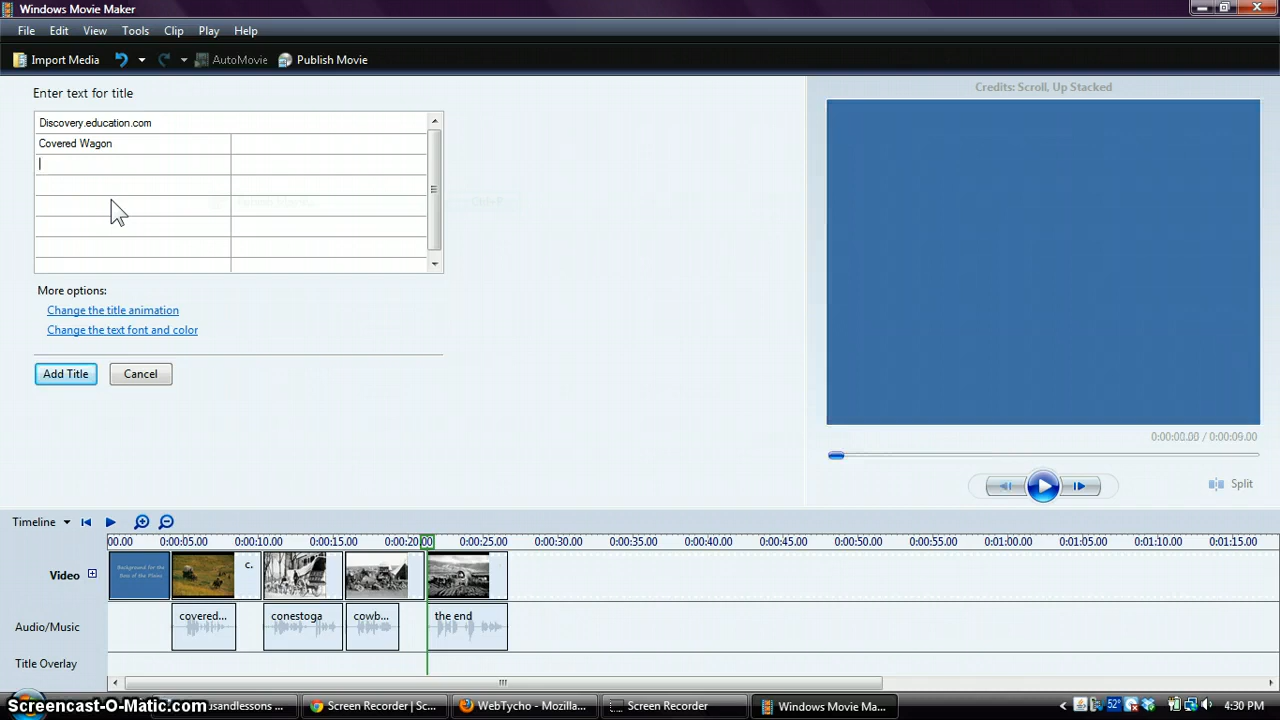 Windows Movie Maker
File Edit View Tools Clip Play Help
Import Media AutoMovie Publish Movie
Enter text for title
Credits: Scroll, Up Stacked
Discovery.education.com
Covered Wagon
More options:
Change the title animation
Change the text font and color
Add Title Cancel
0:00:00.00 / 0:00:09.00
Split
Timeline
00.00 0:00:05.00 0:00:10.00 0:00:15.00 0:00:20.00 0:00:25.00 0:00:30.00 0:00:35.00 0:00:40.00 0:00:45.00 0:00:50.00 0:00:55.00 0:01:00.00 0:01:05.00 0:01:10.00 0:01:15.00
Video
Background for the
c.
Audio/Music
covered... conestoga cowb... the end
Title Overlay
Screencast-O-Matic.com
usandlessons ... Screen Recorder | Sc... WebTycho - Mozilla... Screen Recorder Windows Movie Ma... 52° 4:30 PM